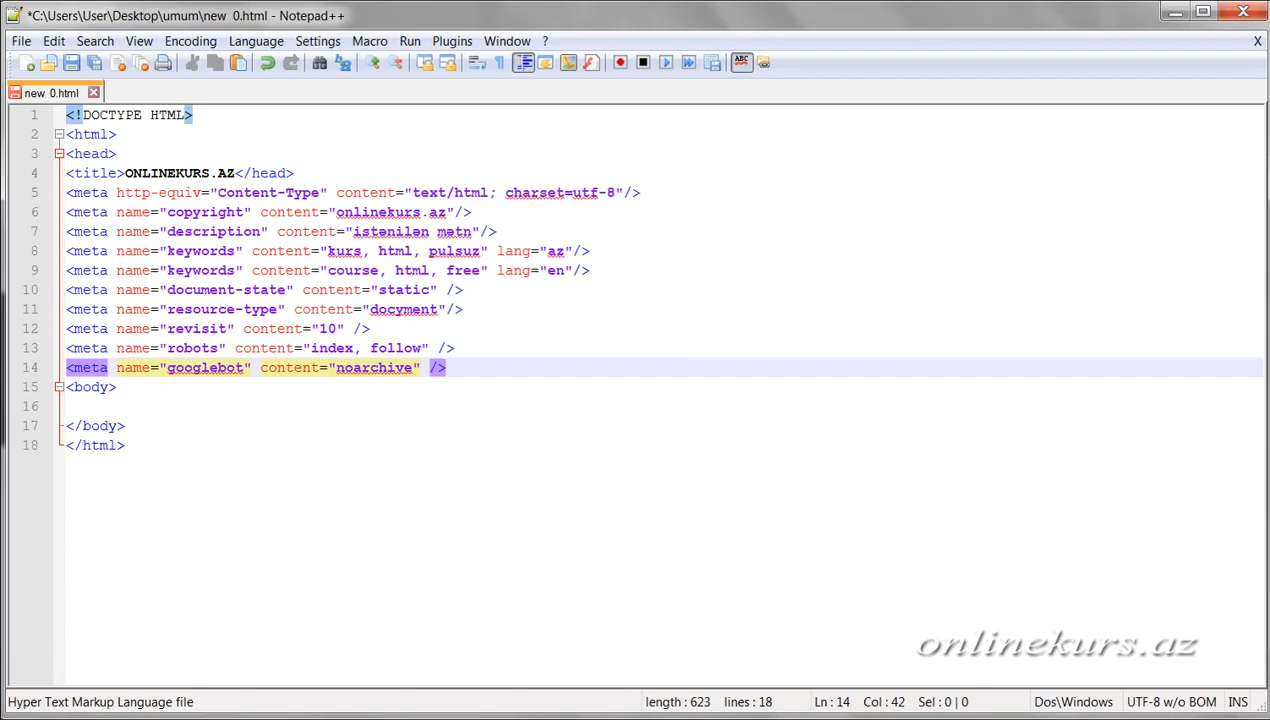 *C:\Users\User\Desktop\umum\new  0.html - Notepad++
File Edit Search View Encoding Language Settings Macro Run Plugins Window ? X
ABC
new  0.html
1 <!DOCTYPE HTML>
2 <html>
3 <head>
4 <title>ONLINEKURS.AZ</head>
5 <meta http-equiv="Content-Type" content="text/html; charset=utf-8"/>
6 <meta name="copyright" content="onlinekurs.az"/>
7 <meta name="description" content="istənilən mətn"/>
8 <meta name="keywords" content="kurs, html, pulsuz" lang="az"/>
9 <meta name="keywords" content="course, html, free" lang="en"/>
10 <meta name="document-state" content="static" />
11 <meta name="resource-type" content="docyment"/>
12 <meta name="revisit" content="10" />
13 <meta name="robots" content="index, follow" />
14 <meta name="googlebot" content="noarchive" />
15 <body>
16
17 </body>
18 </html>
onlinekurs.az
Hyper Text Markup Language file length : 623 lines : 18 Ln : 14 Col : 42 Sel : 0 | 0 Dos\Windows UTF-8 w/o BOM INS